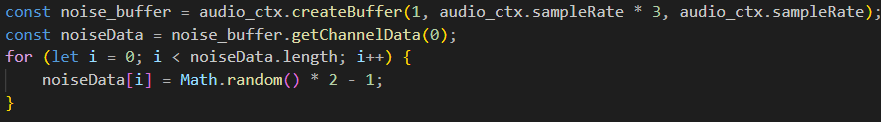 const noise_buffer = audio_ctx.createBuffer(1, audio_ctx.sampleRate * 3, audio_ctx.sampleRate);
const noiseData = noise_buffer.getChannelData(0);
for (let i = 0; i < noiseData.length; i++) {
    noiseData[i] = Math.random() * 2 - 1;
}